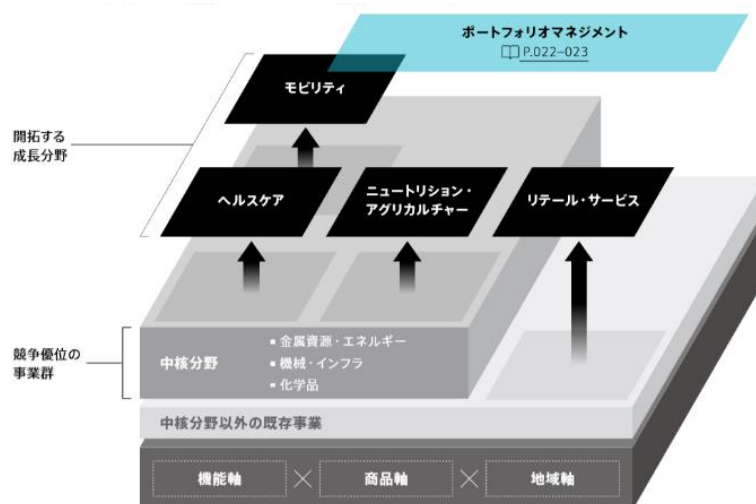 ポートフォリオマネジメント
P.022–023
モビリティ
開拓する
成長分野
ヘルスケア
ニュートリション・
アグリカルチャー
リテール・サービス
競争優位の
事業群
中核分野
▪ 金属資源・エネルギー
▪ 機械・インフラ
▪ 化学品
中核分野以外の既存事業
機能軸 × 商品軸 × 地域軸